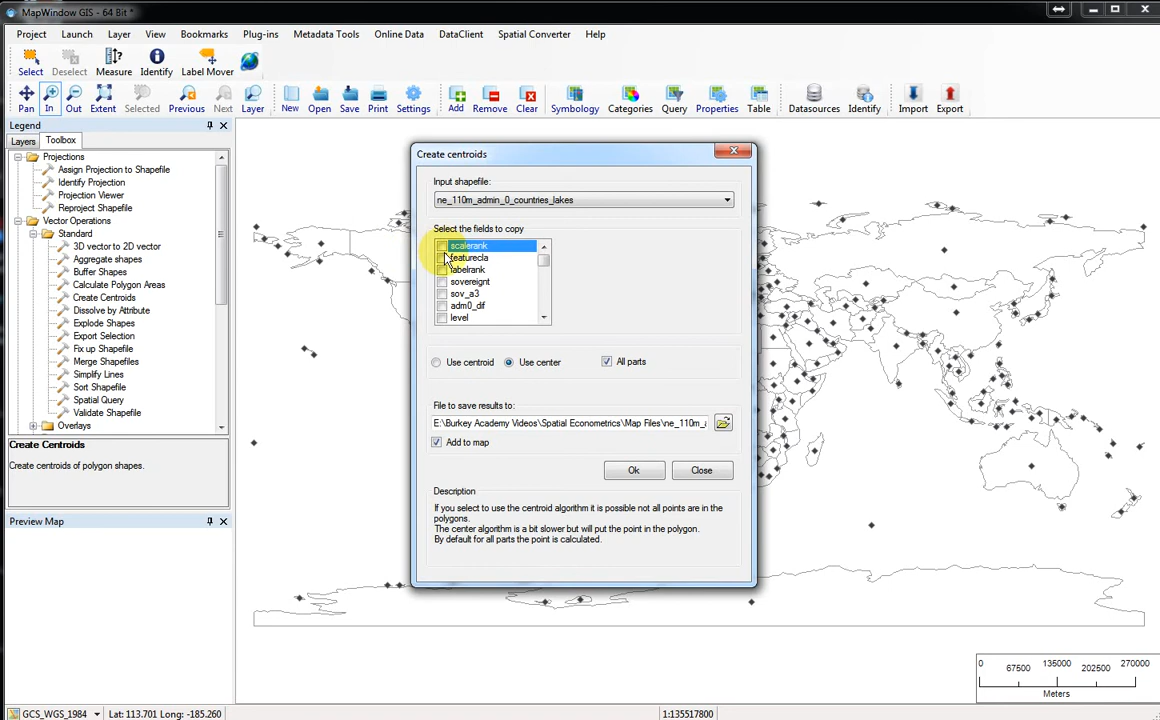 MapWindow GIS - 64 Bit *
Project Launch Layer View Bookmarks Plug-ins Metadata Tools Online Data DataClient Spatial Converter Help
Select Deselect Measure Identify Label Mover
Pan In Out Extent Selected Previous Next Layer New Open Save Print Settings Add Remove Clear Symbology Categories Query Properties Table Datasources Identify Import Export
Legend
Layers Toolbox
Projections
Assign Projection to Shapefile
Identify Projection
Projection Viewer
Reproject Shapefile
Vector Operations
Standard
3D vector to 2D vector
Aggregate shapes
Buffer Shapes
Calculate Polygon Areas
Create Centroids
Dissolve by Attribute
Explode Shapes
Export Selection
Fix up Shapefile
Merge Shapefiles
Simplify Lines
Sort Shapefile
Spatial Query
Validate Shapefile
Overlays
Create Centroids
Create centroids of polygon shapes.
Preview Map
Create centroids
Input shapefile:
ne_110m_admin_0_countries_lakes
Select the fields to copy
scalerank
featurecla
labelrank
sovereignt
sov_a3
adm0_dif
level
Use centroid Use center All parts
File to save results to:
E:\Burkey Academy Videos\Spatial Econometrics\Map Files\ne_110m_a
Add to map
Ok Close
Description
If you select to use the centroid algorithm it is possible not all points are in the
polygons.
The center algorithm is a bit slower but will put the point in the polygon.
By default for all parts the point is calculated.
0 67500 135000 202500 270000
Meters
GCS_WGS_1984 Lat: 113.701 Long: -185.260 1:135517800